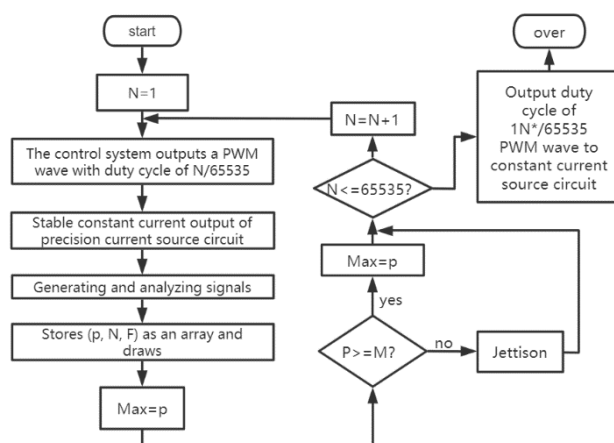 start
N=1
The control system outputs a PWM
wave with duty cycle of N/65535
Stable constant current output of
precision current source circuit
Generating and analyzing signals
Stores (p, N, F) as an array and
draws
Max=p
P>=M?
yes
no
Jettison
Max=p
N<=65535?
N=N+1
Output duty
cycle of
1N*/65535
PWM wave to
constant current
source circuit
over